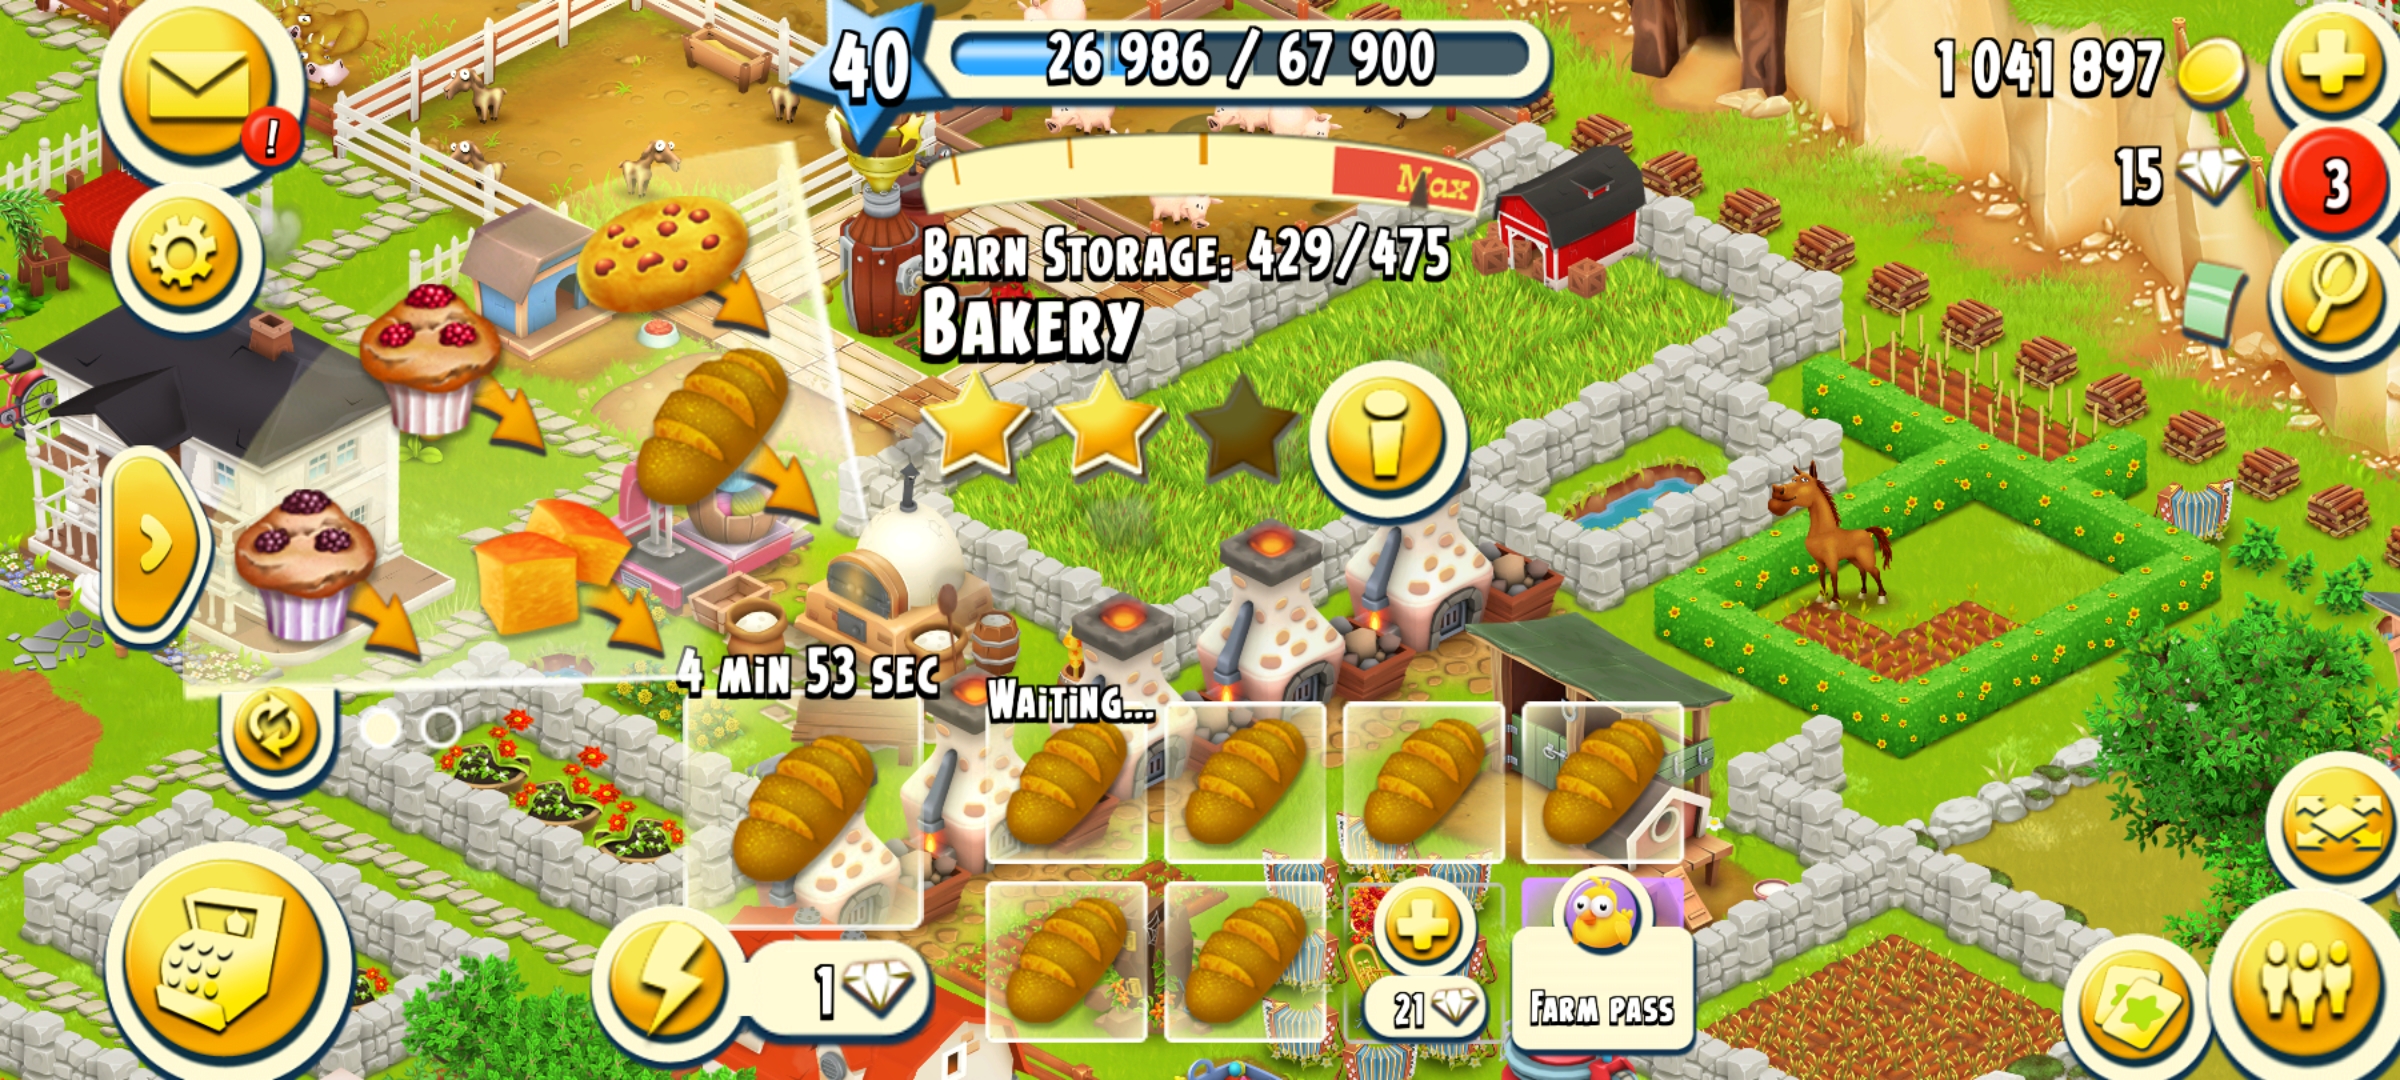 40
26 986 / 67 900
1 041 897
!
15
3
Max
Barn Storage: 429/475
Bakery
i
4 min 53 sec
Waiting...
1
21
Farm pass